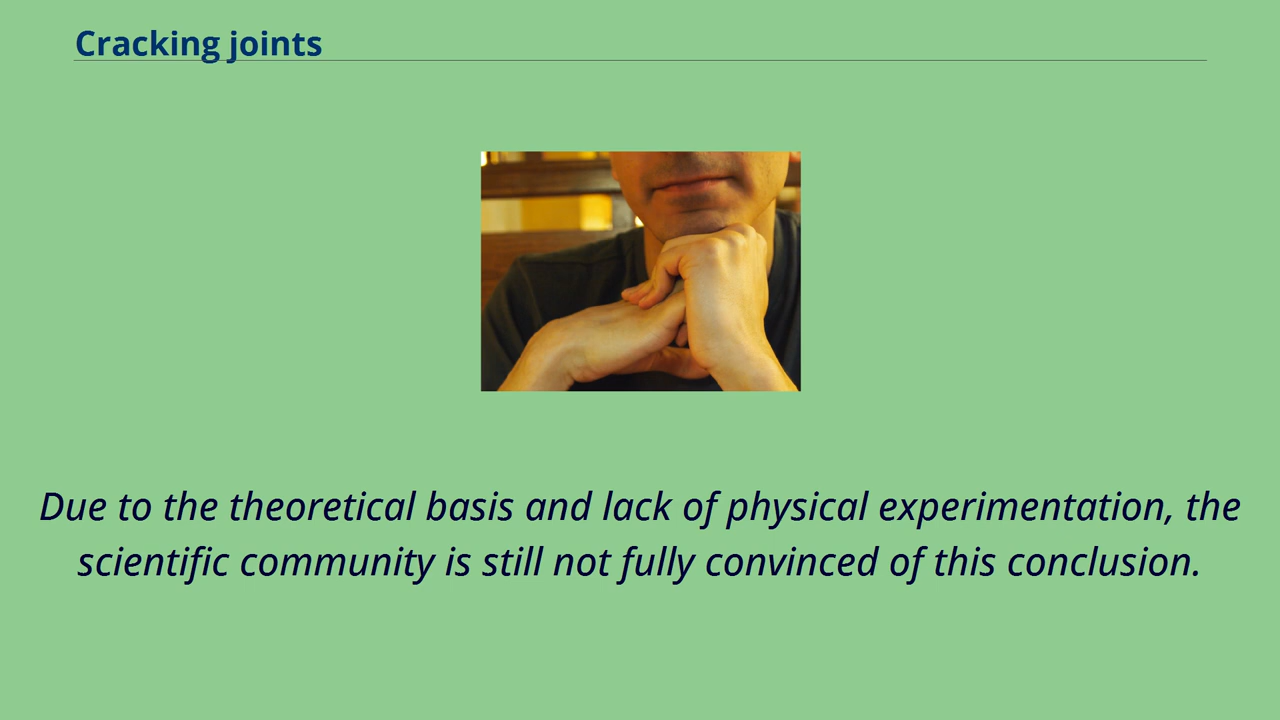 Cracking joints
Due to the theoretical basis and lack of physical experimentation, the
scientific community is still not fully convinced of this conclusion.